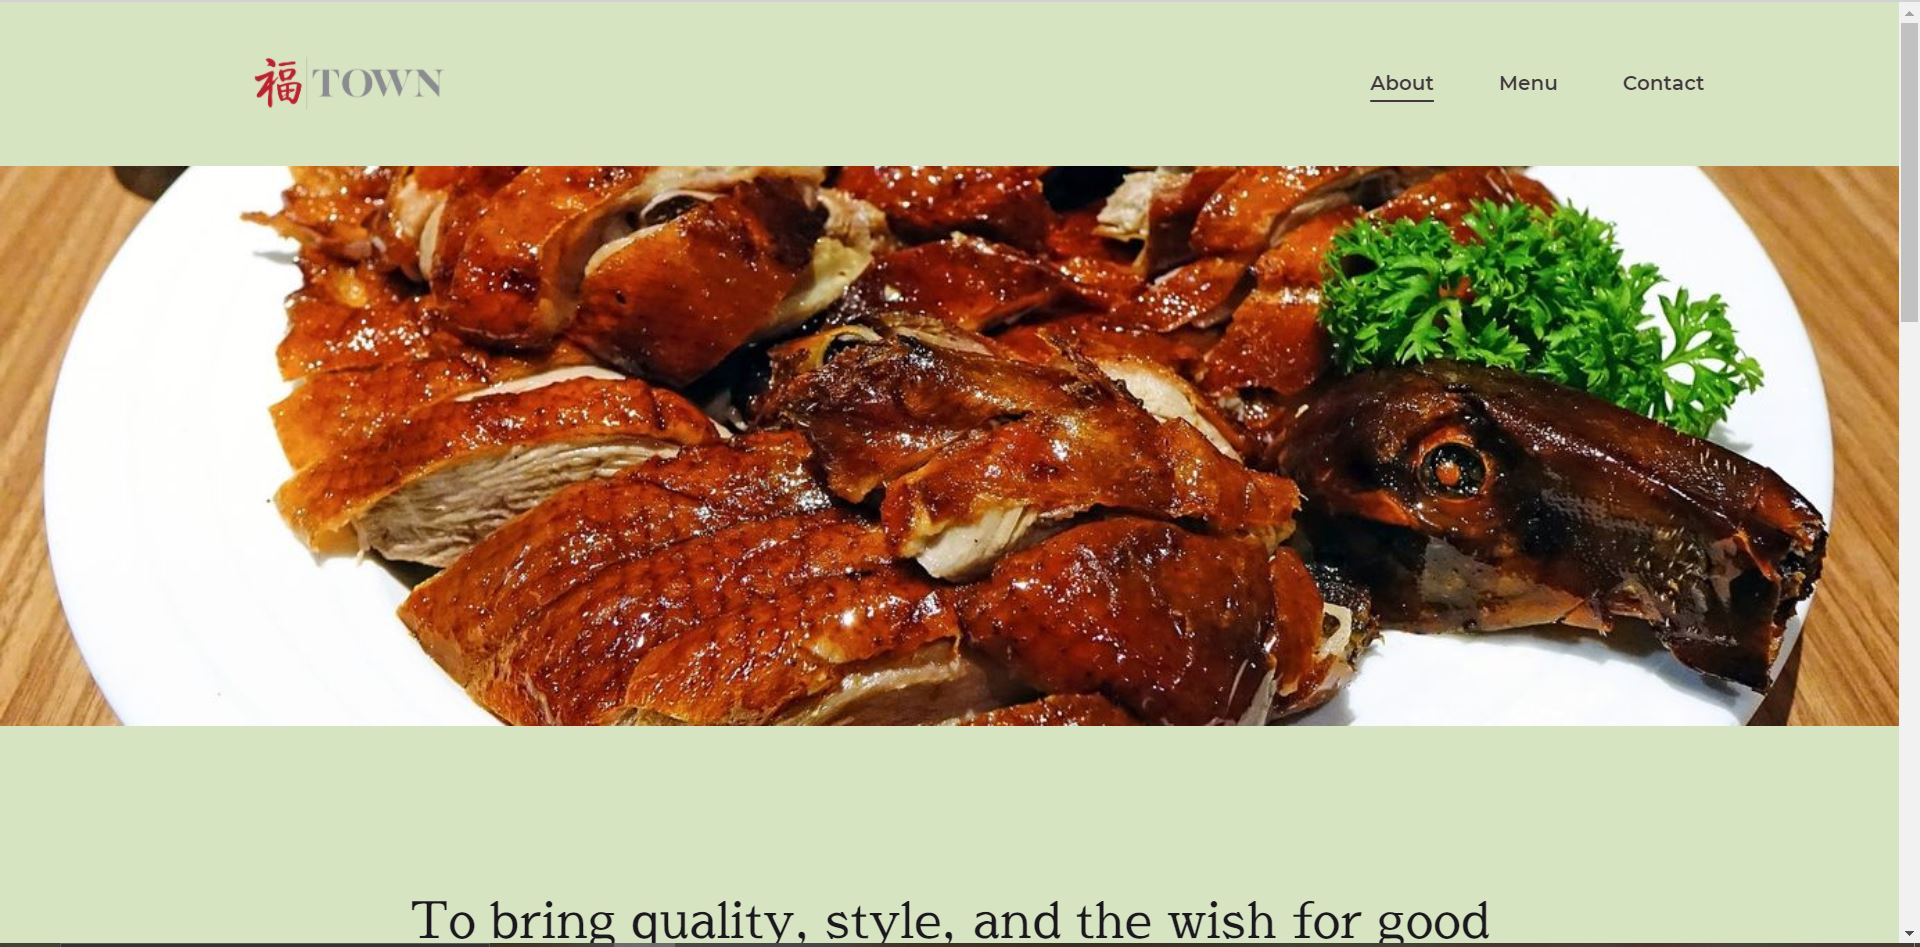 福 TOWN
About Menu Contact
To bring quality, style, and the wish for good